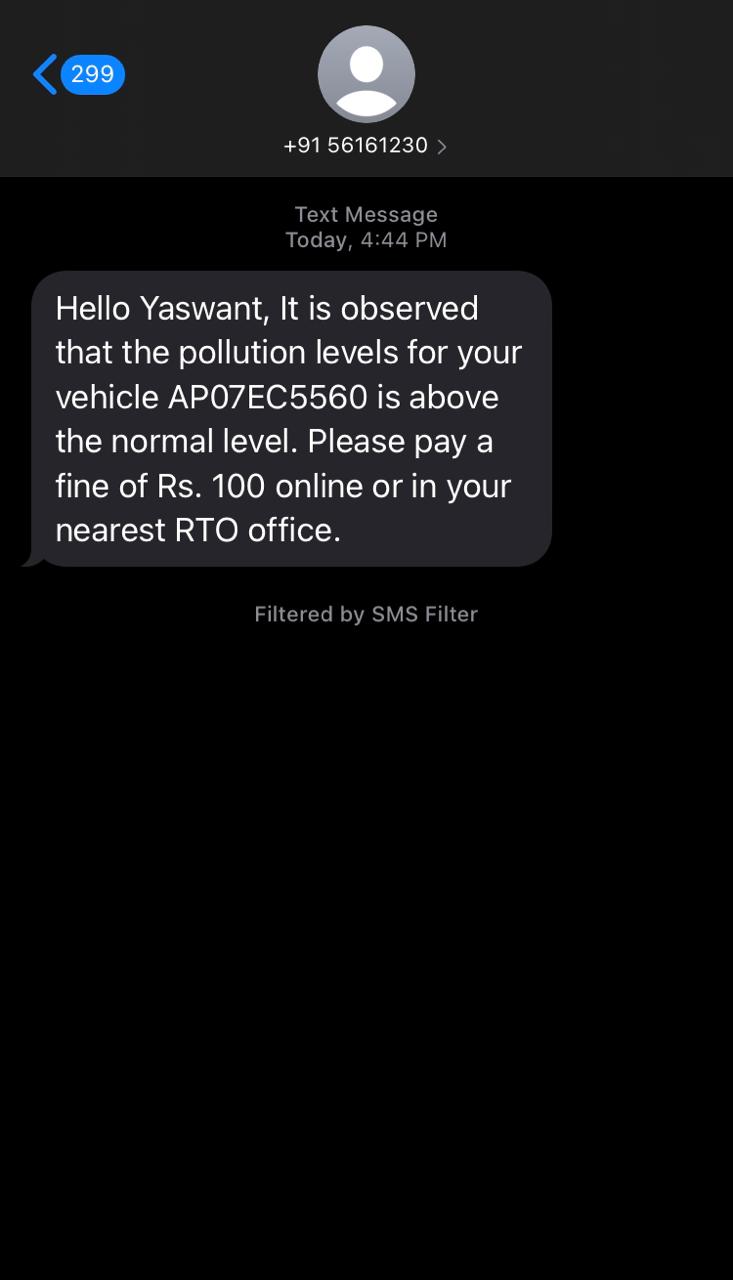 299
+91 56161230
Text Message
Today, 4:44 PM
Hello Yaswant, It is observed
that the pollution levels for your
vehicle AP07EC5560 is above
the normal level. Please pay a
fine of Rs. 100 online or in your
nearest RTO office.
Filtered by SMS Filter